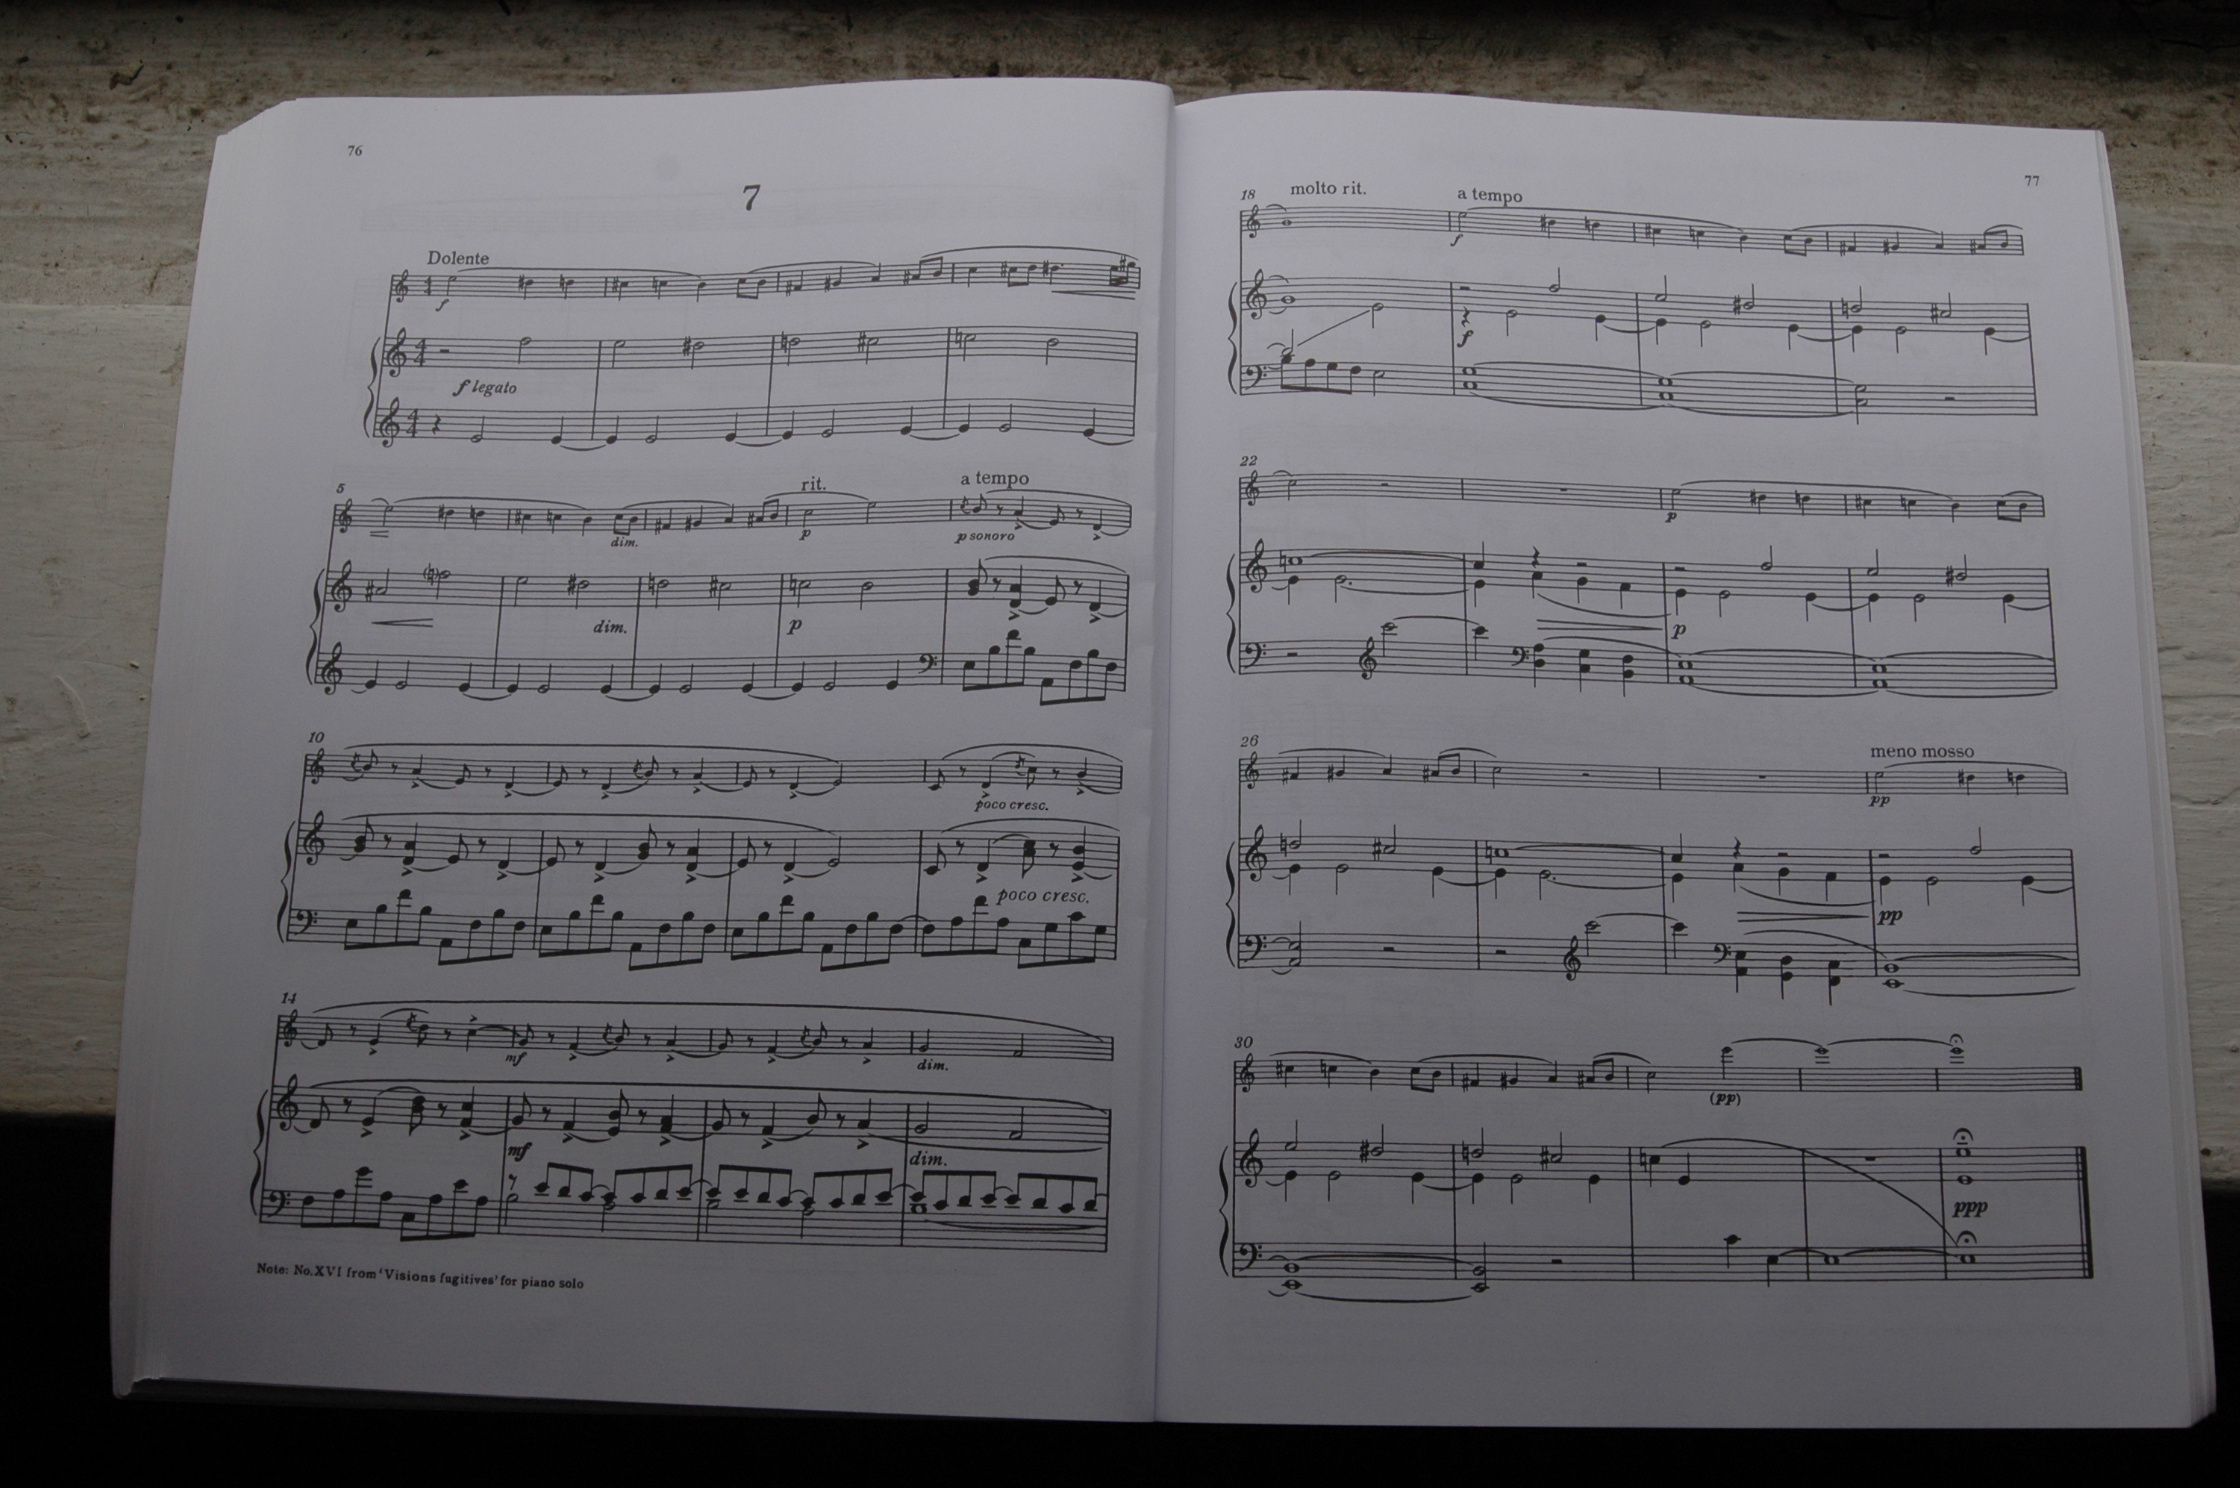 76
7
Dolente
f
f legato
5
rit.
a tempo
dim.
p
p sonoro
dim.
p
10
poco cresc.
poco cresc.
14
mf
dim.
mf
dim.
Note: No.XVI from 'Visions fugitives' for piano solo
77
18
molto rit.
a tempo
f
f
22
p
p
26
meno mosso
pp
pp
30
(pp)
ppp